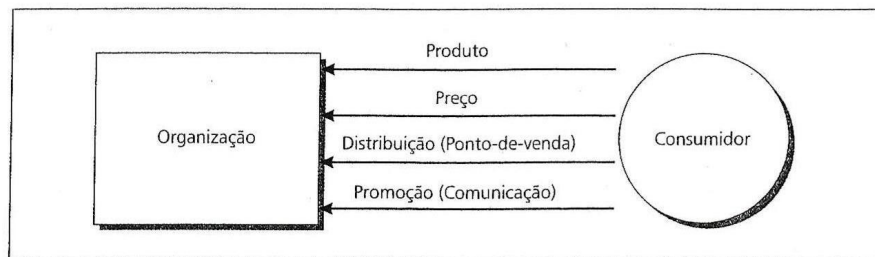 Produto
Preço
Organização
Distribuição (Ponto-de-venda)
Consumidor
Promoção (Comunicação)